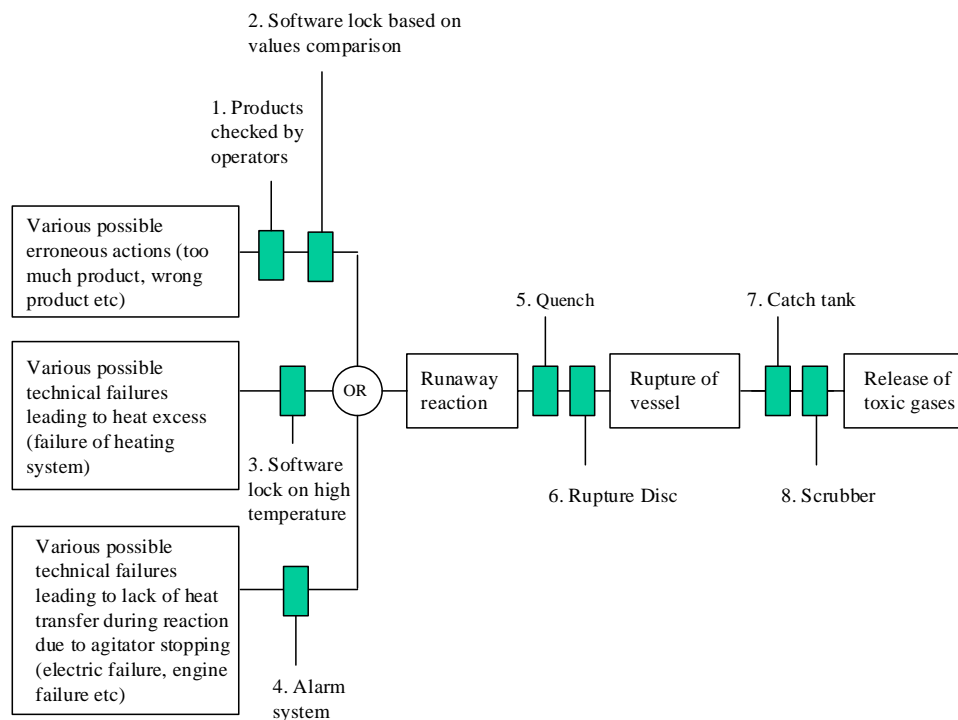 2. Software lock based on
values comparison
1. Products
checked by
operators
Various possible
erroneous actions (too
much product, wrong
product etc)
5. Quench
7. Catch tank
Various possible
technical failures
leading to heat excess
(failure of heating
system)
OR
Runaway
reaction
Rupture of
vessel
Release of
toxic gases
3. Software
lock on high
temperature
6. Rupture Disc
8. Scrubber
Various possible
technical failures
leading to lack of heat
transfer during reaction
due to agitator stopping
(electric failure, engine
failure etc)
4. Alarm
system